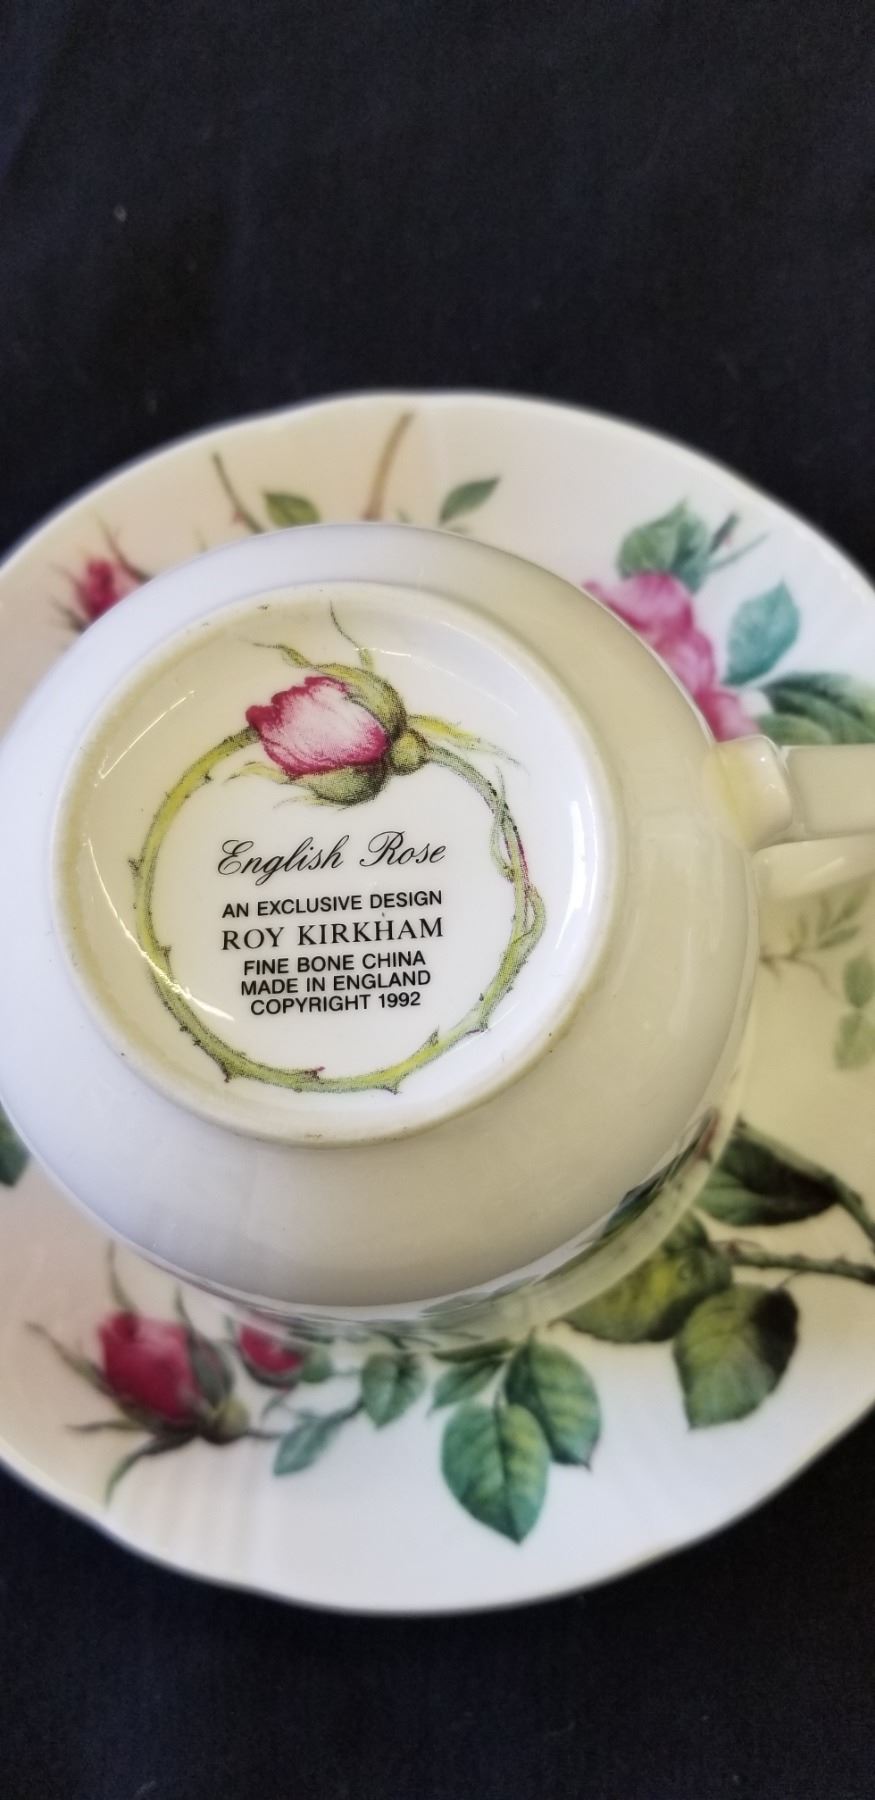 English Rose
AN EXCLUSIVE DESIGN
ROY KIRKHAM
FINE BONE CHINA
MADE IN ENGLAND
COPYRIGHT 1992